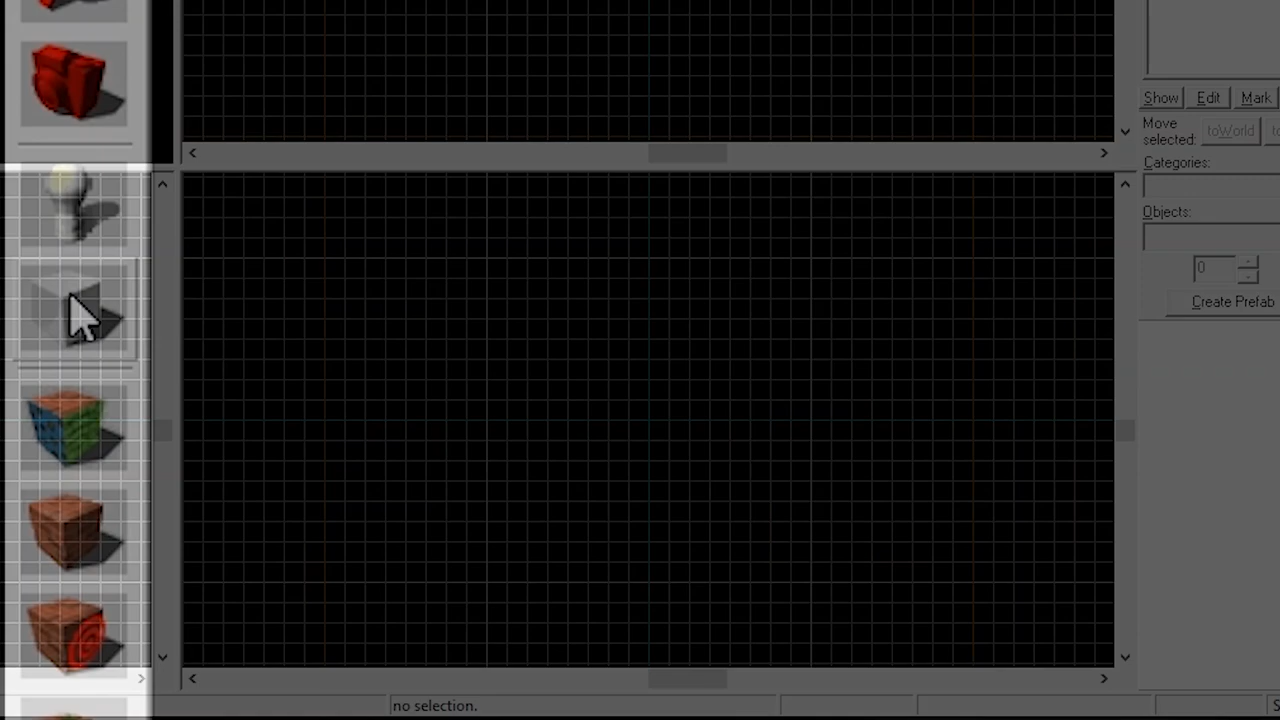 Show Edit Mark
Move
selected: toWorld
Categories:
Objects:
0
Create Prefab
no selection.